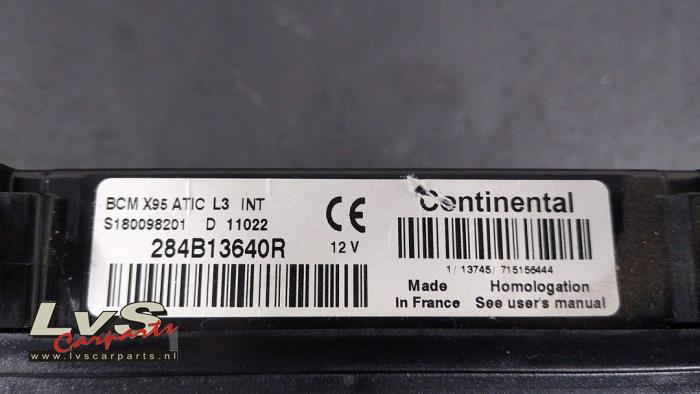 BCM X95 ATIC L3 INT
S180098201 D 11022
284B13640R
12 V
CE
Continental
1/ 13745/ 715156444
Made
In France
Homologation
See user's manual
LvS
Carparts
www.lvscarparts.nl